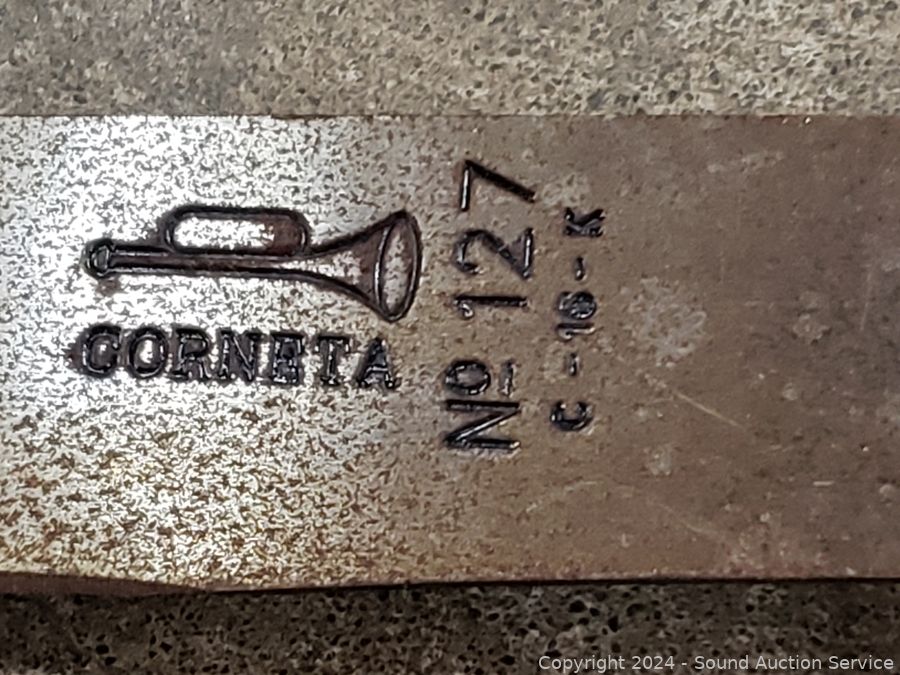 CORNETA
Nº 127
C-16-K
Copyright 2024 - Sound Auction Service